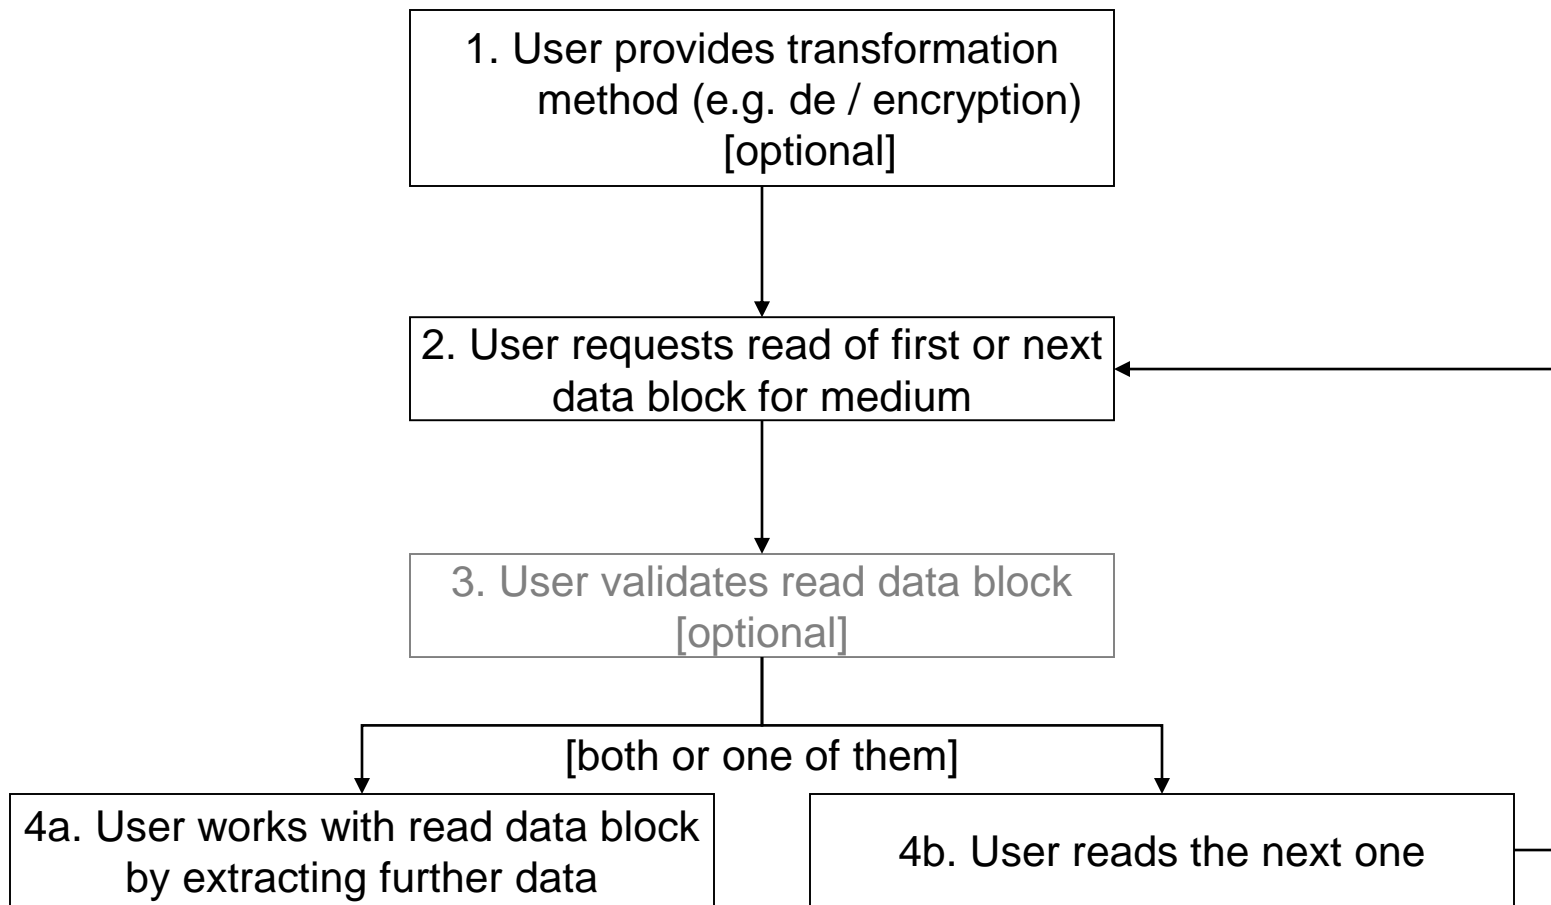 1. User provides transformation
method (e.g. de / encryption)
[optional]
2. User requests read of first or next
data block for medium
3. User validates read data block
[optional]
[both or one of them]
4a. User works with read data block
by extracting further data
4b. User reads the next one